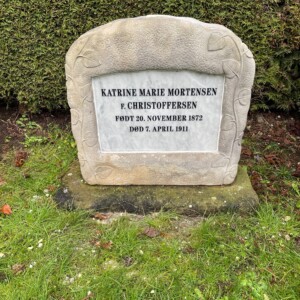 KATRINE MARIE MORTENSEN
F. CHRISTOFFERSEN
FØDT 20. NOVEMBER 1872
DØD 7. APRIL 1911